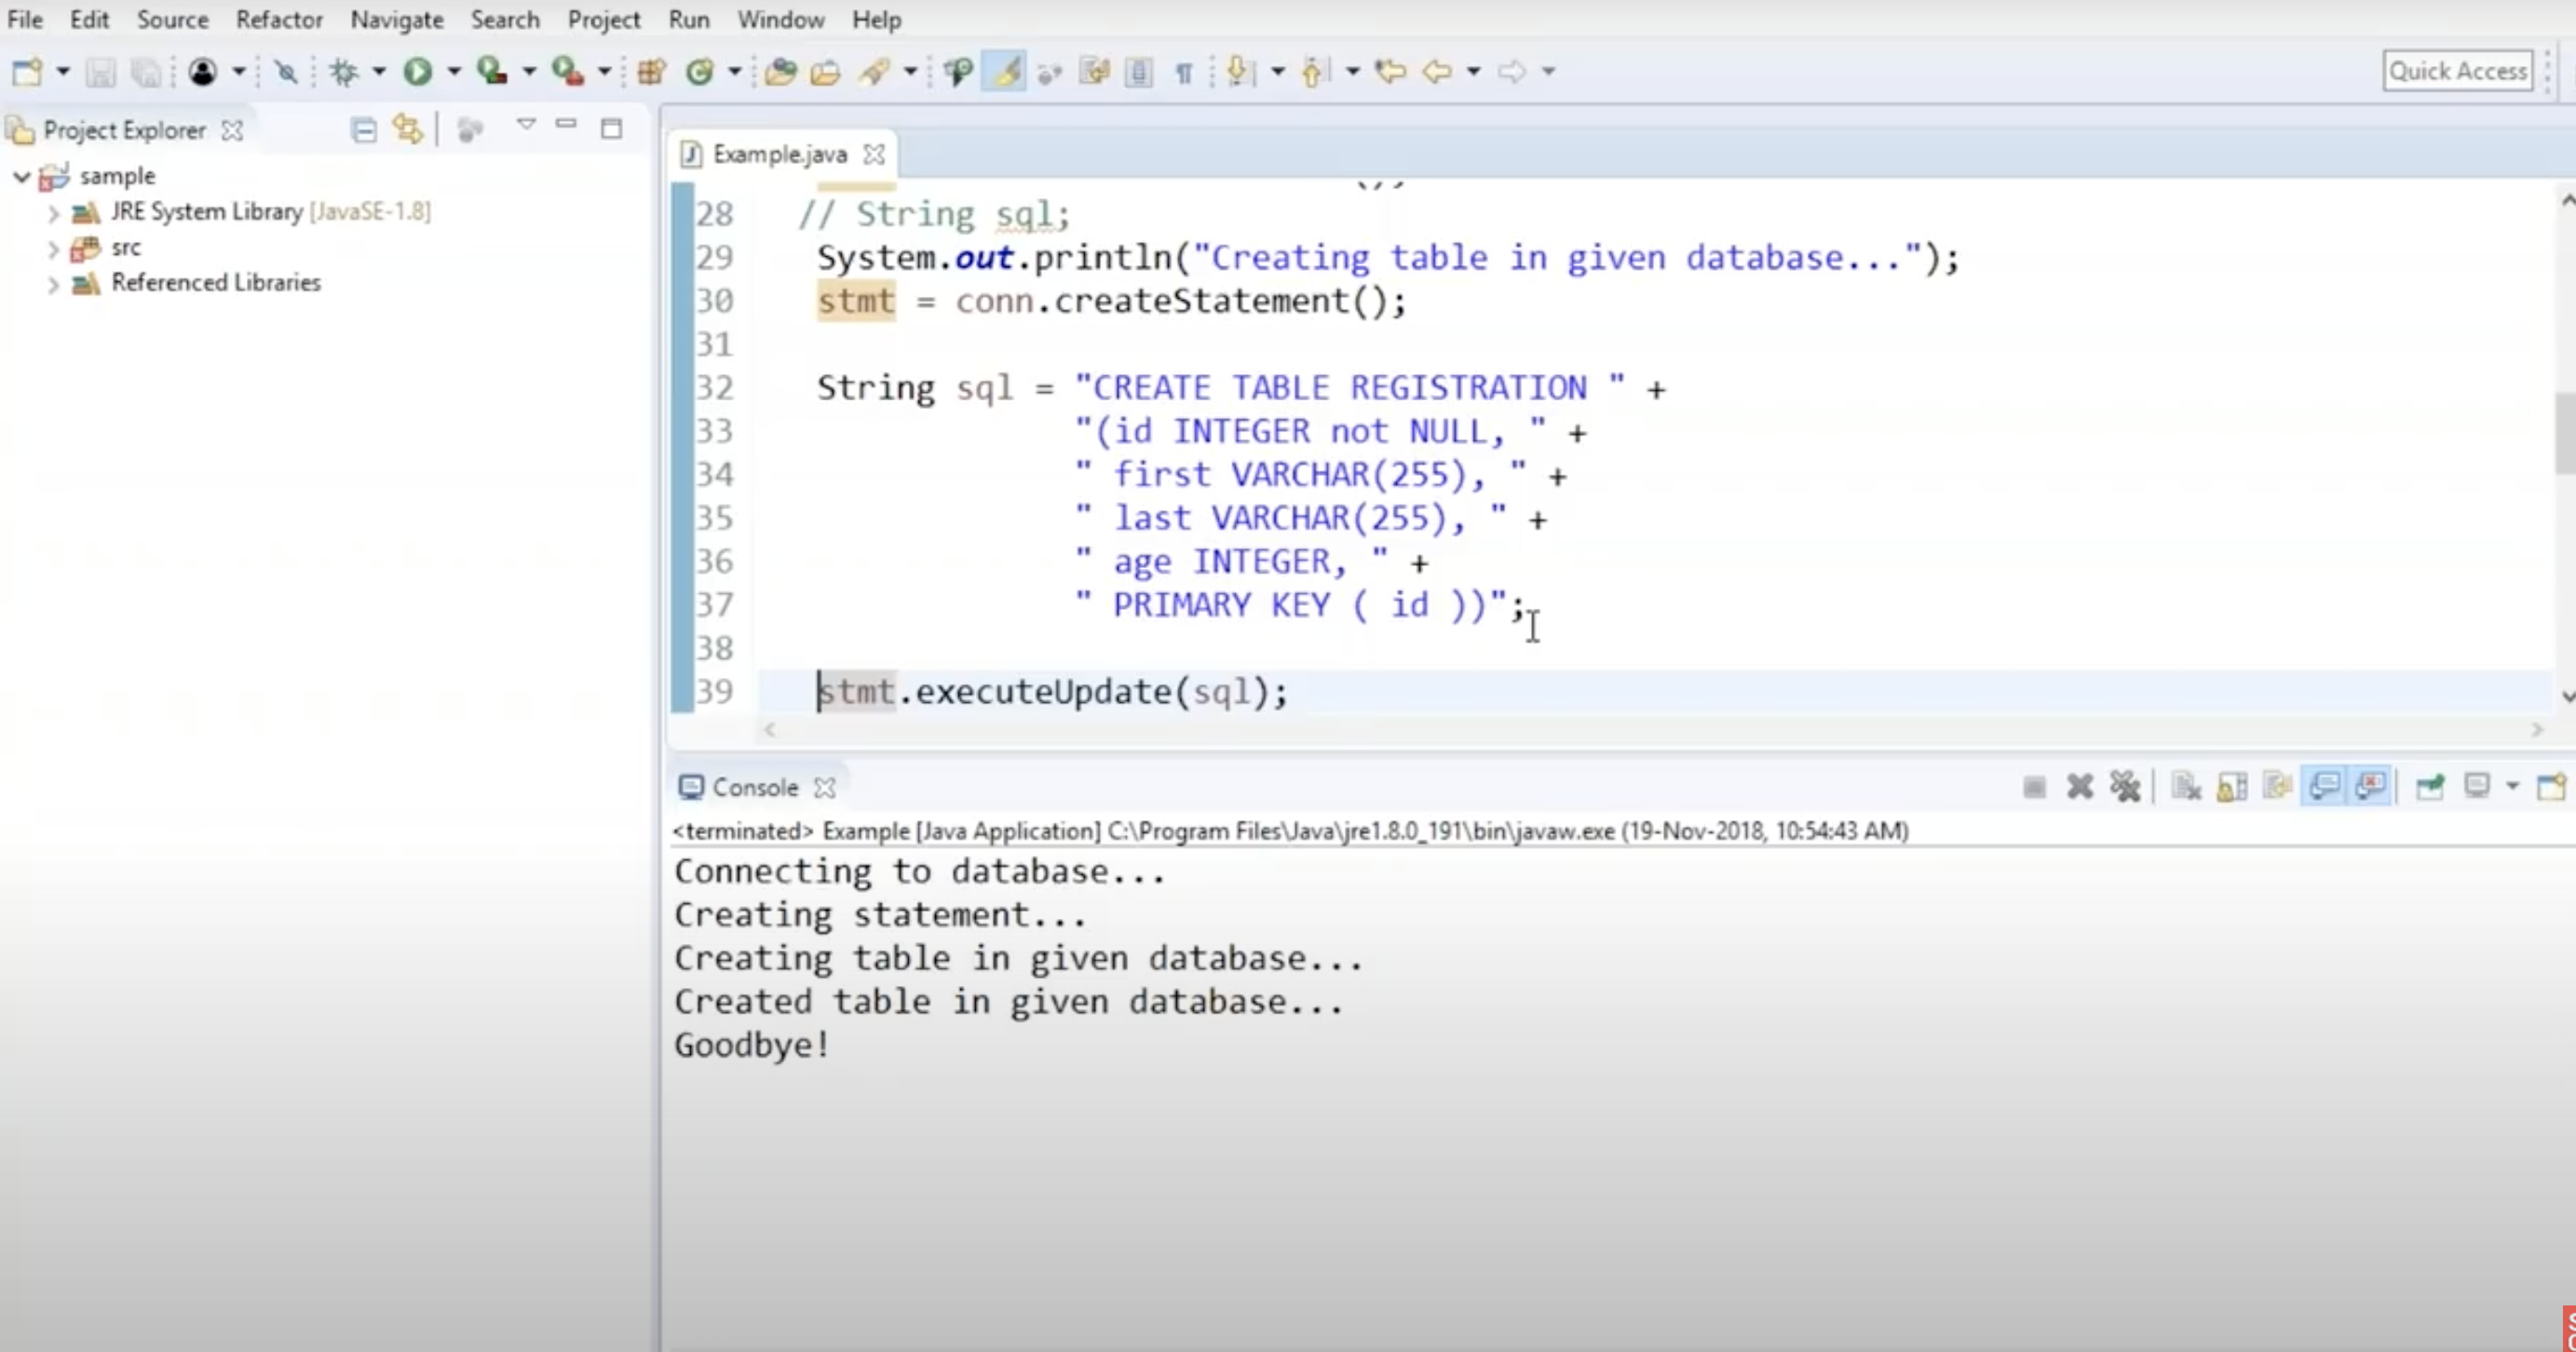 File Edit Source Refactor Navigate Search Project Run Window Help
Quick Access
Project Explorer
sample
JRE System Library [JavaSE-1.8]
src
Referenced Libraries
Example.java
28 // String sql;
29 System.out.println("Creating table in given database...");
30 stmt = conn.createStatement();
31
32 String sql = "CREATE TABLE REGISTRATION " +
33 "(id INTEGER not NULL, " +
34 " first VARCHAR(255), " +
35 " last VARCHAR(255), " +
36 " age INTEGER, " +
37 " PRIMARY KEY ( id ))";
38
39 stmt.executeUpdate(sql);
Console
<terminated> Example [Java Application] C:\Program Files\Java\jre1.8.0_191\bin\javaw.exe (19-Nov-2018, 10:54:43 AM)
Connecting to database...
Creating statement...
Creating table in given database...
Created table in given database...
Goodbye!